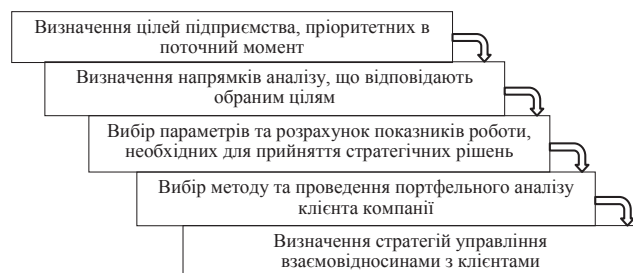 Визначення цілей підприємства, пріоритетних в
поточний момент
Визначення напрямків аналізу, що відповідають
обраним цілям
Вибір параметрів та розрахунок показників роботи,
необхідних для прийняття стратегічних рішень
Вибір методу та проведення портфельного аналізу
клієнта компанії
Визначення стратегій управління
взаємовідносинами з клієнтами